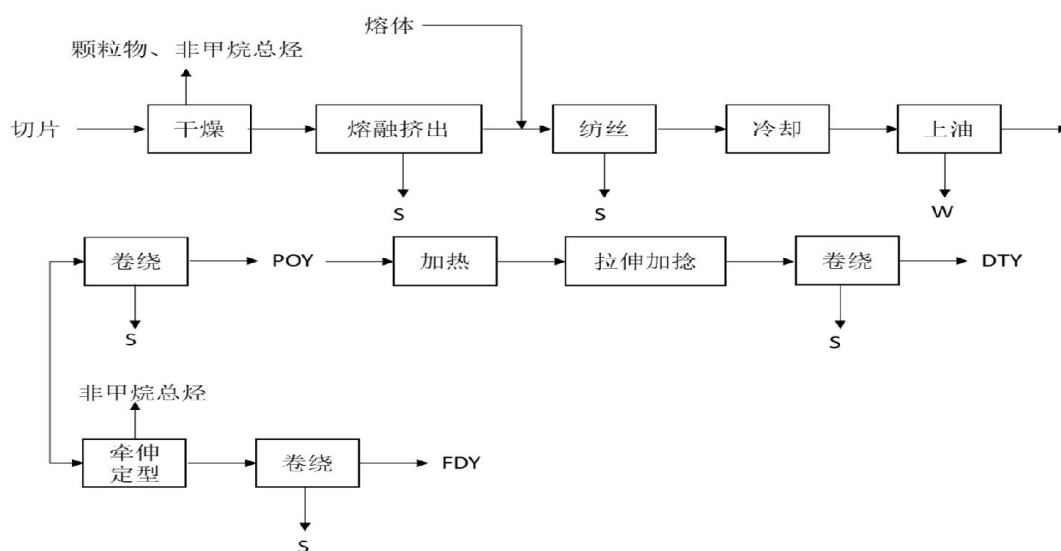 熔体
颗粒物、非甲烷总烃
切片
干燥
熔融挤出
纺丝
冷却
上油
S
S
W
卷绕
POY
加热
拉伸加捻
卷绕
DTY
S
S
非甲烷总烃
牵伸
定型
卷绕
FDY
S